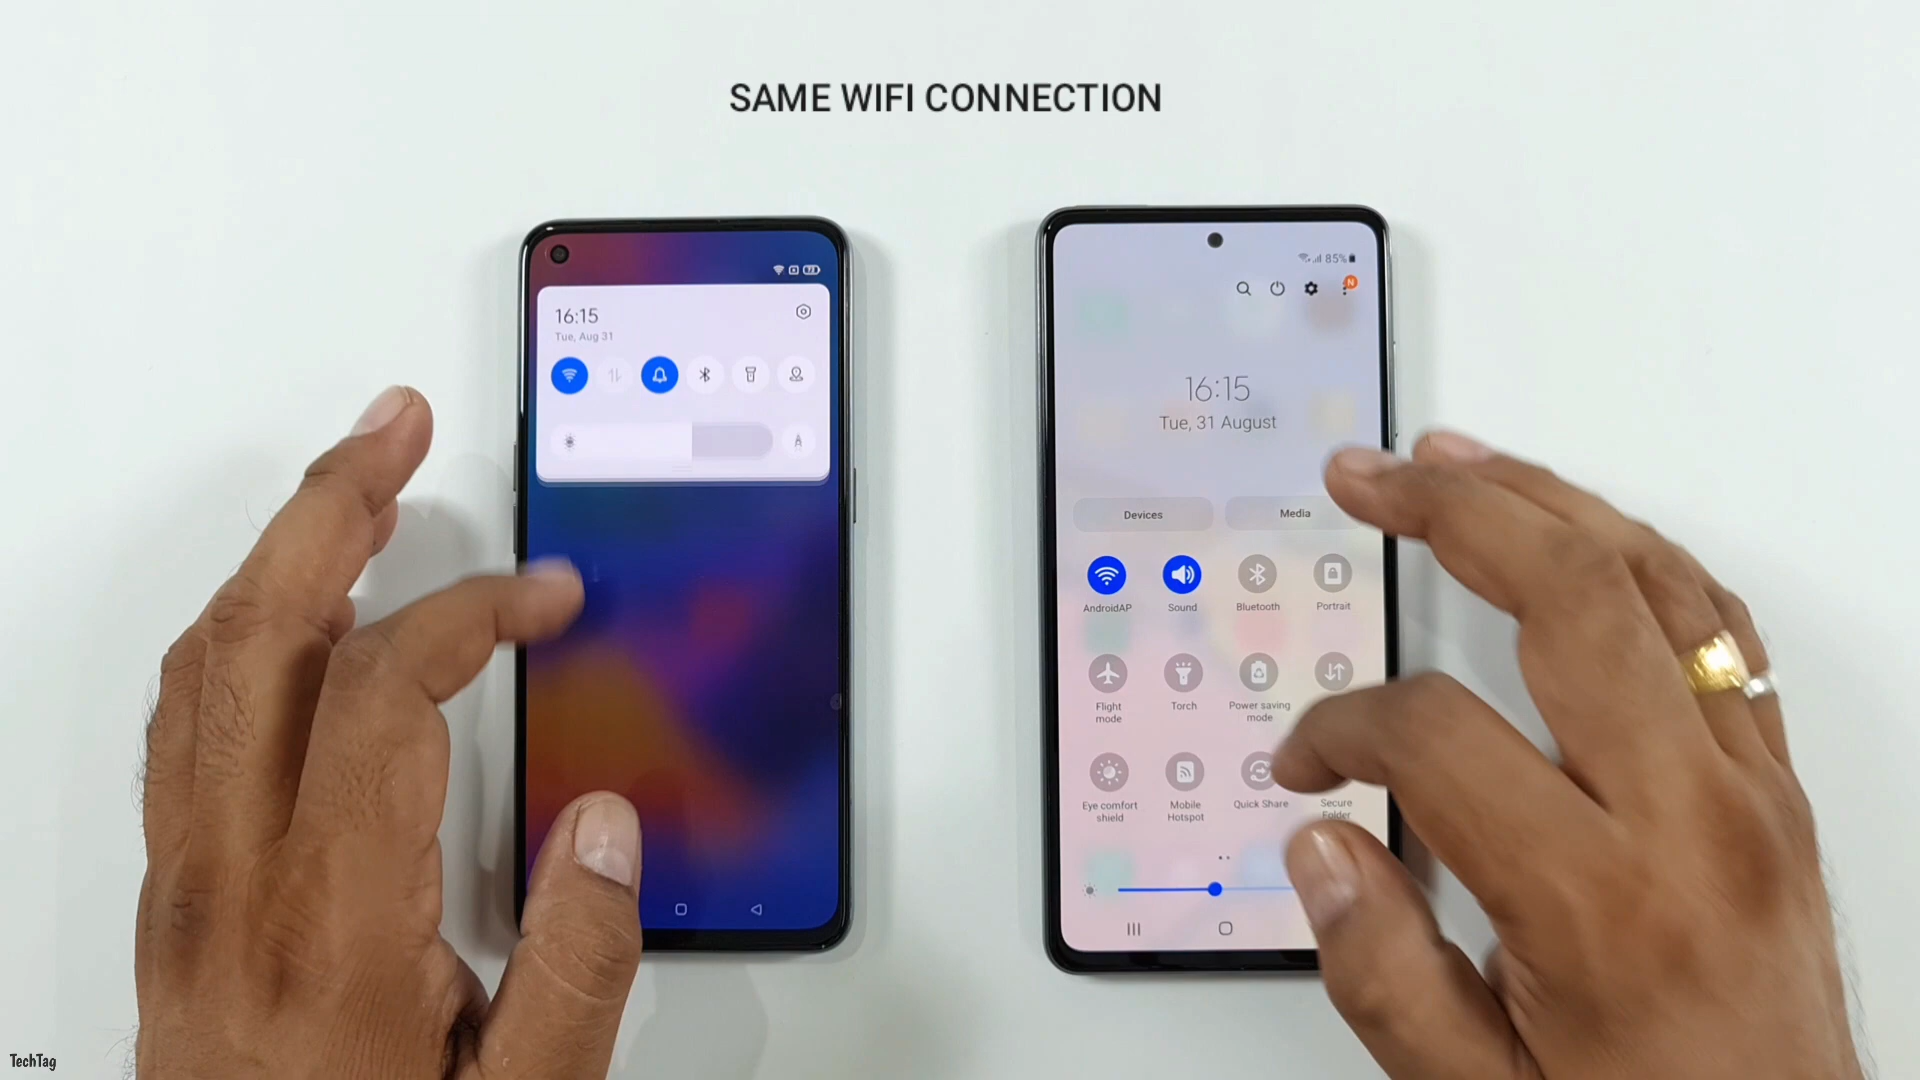 SAME WIFI CONNECTION
16:15
Tue, Aug 31
85%
N
16:15
Tue, 31 August
Devices
Media
AndroidAP
Sound
Bluetooth
Portrait
Flight
mode
Torch
Power saving
mode
Eye comfort
shield
Mobile
Hotspot
Quick Share
Secure
Folder
TechTag